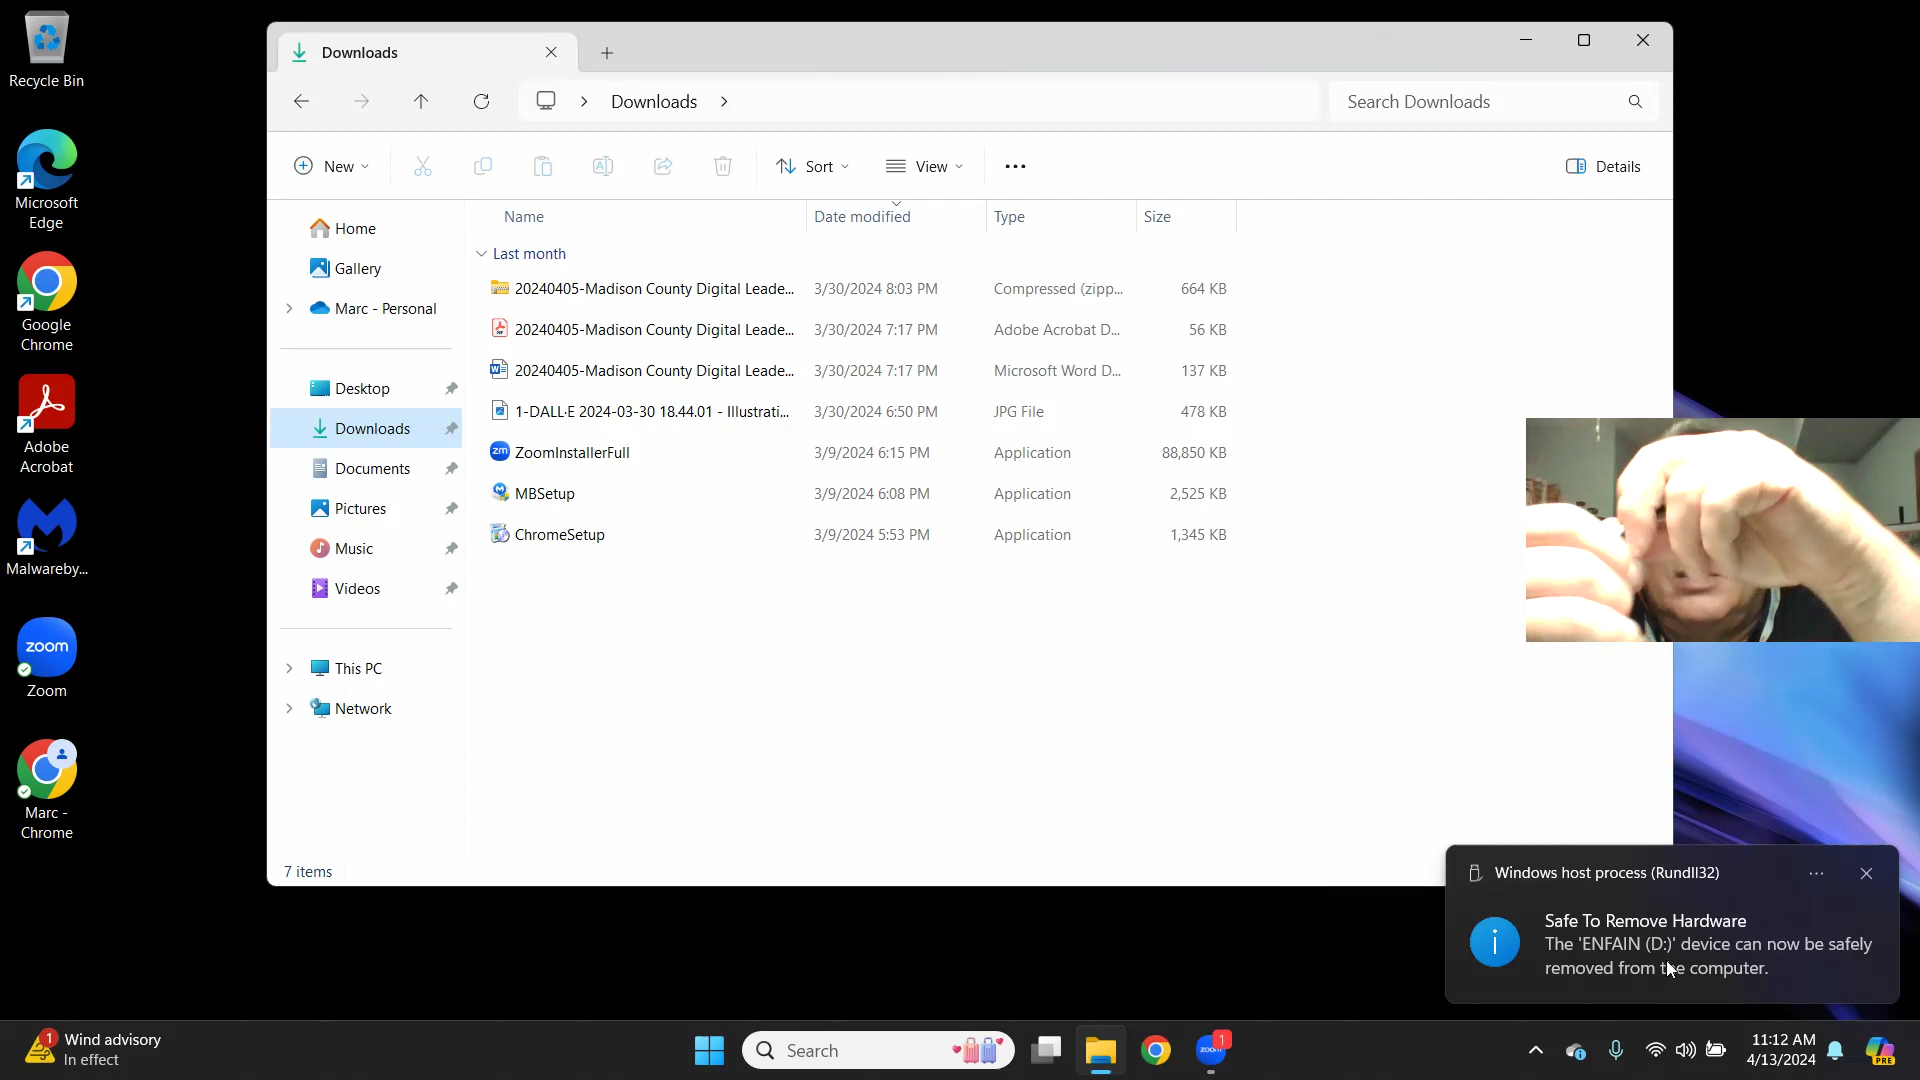 Recycle Bin
Microsoft
Edge
Google
Chrome
Adobe
Acrobat
Malwareby...
zoom
Zoom
Marc -
Chrome
Downloads
Downloads
Search Downloads
New
Sort
View
Details
Home
Gallery
Marc - Personal
Desktop
Downloads
Documents
Pictures
Music
Videos
This PC
Network
Name Date modified Type Size
Last month
20240405-Madison County Digital Leade... 3/30/2024 8:03 PM Compressed (zipp... 664 KB
20240405-Madison County Digital Leade... 3/30/2024 7:17 PM Adobe Acrobat D... 56 KB
20240405-Madison County Digital Leade... 3/30/2024 7:17 PM Microsoft Word D... 137 KB
1-DALL·E 2024-03-30 18.44.01 - Illustrati... 3/30/2024 6:50 PM JPG File 478 KB
zm ZoomInstallerFull 3/9/2024 6:15 PM Application 88,850 KB
MBSetup 3/9/2024 6:08 PM Application 2,525 KB
ChromeSetup 3/9/2024 5:53 PM Application 1,345 KB
7 items
Windows host process (Rundll32)
Safe To Remove Hardware
The 'ENFAIN (D:)' device can now be safely
removed from the computer.
1
Wind advisory
In effect
Search
zoom
1
11:12 AM
4/13/2024
PRE